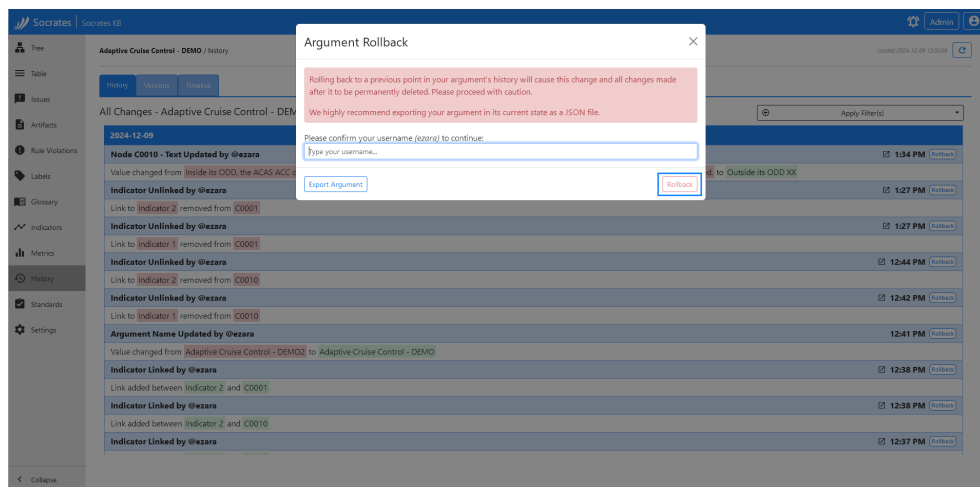 Socrates Socrates KB Admin
Tree
Table
Issues
Artifacts
Rule Violations
Labels
Glossary
Indicators
Metrics
History
Standards
Settings
Collapse
Adaptive Cruise Control - DEMO / history
History Versions Timeline
All Changes - Adaptive Cruise Control - DEM
Apply Filter(s)
Argument Rollback
Rolling back to a previous point in your argument's history will cause this change and all changes made
after it to be permanently deleted. Please proceed with caution.
We highly recommend exporting your argument in its current state as a JSON file.
Please confirm your username (ezara) to continue:
Type your username...
Export Argument Rollback
2024-12-09
Node C0010 - Text Updated by @ezara 1:34 PM Rollback
Value changed from Inside its ODD, the ACAS ACC d. to Outside its ODD XX
Indicator Unlinked by @ezara 1:27 PM Rollback
Link to Indicator 2 removed from C0001
Indicator Unlinked by @ezara 1:27 PM Rollback
Link to Indicator 1 removed from C0001
Indicator Unlinked by @ezara 12:44 PM Rollback
Link to Indicator 2 removed from C0010
Indicator Unlinked by @ezara 12:42 PM Rollback
Link to Indicator 1 removed from C0010
Argument Name Updated by @ezara 12:41 PM Rollback
Value changed from Adaptive Cruise Control - DEMO2 to Adaptive Cruise Control - DEMO
Indicator Linked by @ezara 12:38 PM Rollback
Link added between Indicator 2 and C0001
Indicator Linked by @ezara 12:38 PM Rollback
Link added between Indicator 2 and C0010
Indicator Linked by @ezara 12:37 PM Rollback